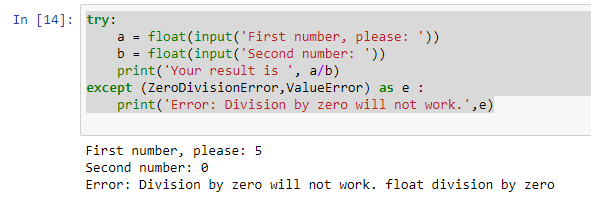 In [14]: try:
    a = float(input('First number, please: '))
    b = float(input('Second number: '))
    print('Your result is ', a/b)
except (ZeroDivisionError,ValueError) as e :
    print('Error: Division by zero will not work.',e)
First number, please: 5
Second number: 0
Error: Division by zero will not work. float division by zero